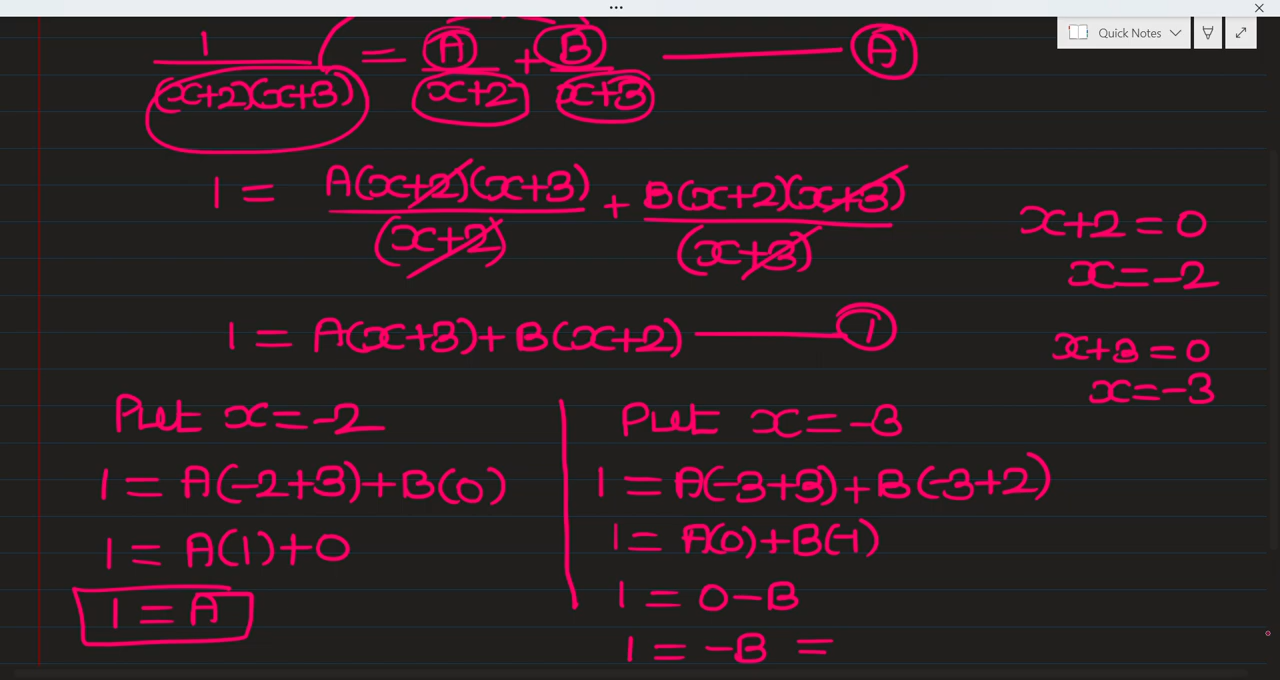 Quick Notes
1/((x+2)(x+3)) = A/(x+2) + B/(x+3) ——— Ⓐ
1 = A(x+2)(x+3)/(x+2) + B(x+2)(x+3)/(x+3)
x+2 = 0
x = -2
1 = A(x+3) + B(x+2) ——— ①
x+3 = 0
x = -3
Put x = -2
1 = A(-2+3) + B(0)
1 = A(1) + 0
1 = A
Put x = -3
1 = A(-3+3) + B(-3+2)
1 = A(0) + B(-1)
1 = 0 - B
1 = -B =